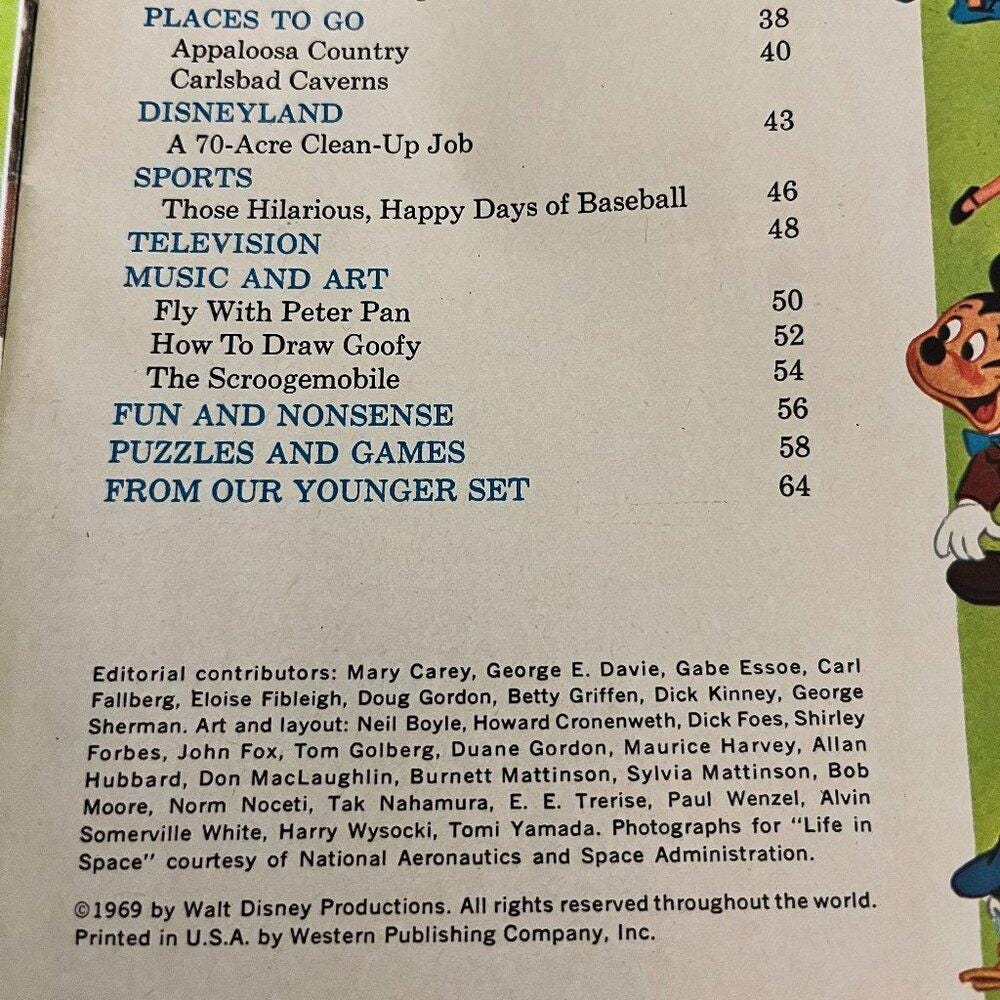 PLACES TO GO 38
Appaloosa Country 40
Carlsbad Caverns
DISNEYLAND 43
A 70-Acre Clean-Up Job
SPORTS 46
Those Hilarious, Happy Days of Baseball
TELEVISION 48
MUSIC AND ART
Fly With Peter Pan 50
How To Draw Goofy 52
The Scroogemobile 54
FUN AND NONSENSE 56
PUZZLES AND GAMES 58
FROM OUR YOUNGER SET 64
Editorial contributors: Mary Carey, George E. Davie, Gabe Essoe, Carl
Fallberg, Eloise Fibleigh, Doug Gordon, Betty Griffen, Dick Kinney, George
Sherman. Art and layout: Neil Boyle, Howard Cronenweth, Dick Foes, Shirley
Forbes, John Fox, Tom Golberg, Duane Gordon, Maurice Harvey, Allan
Hubbard, Don MacLaughlin, Burnett Mattinson, Sylvia Mattinson, Bob
Moore, Norm Noceti, Tak Nahamura, E. E. Trerise, Paul Wenzel, Alvin
Somerville White, Harry Wysocki, Tomi Yamada. Photographs for "Life in
Space" courtesy of National Aeronautics and Space Administration.
©1969 by Walt Disney Productions. All rights reserved throughout the world.
Printed in U.S.A. by Western Publishing Company, Inc.